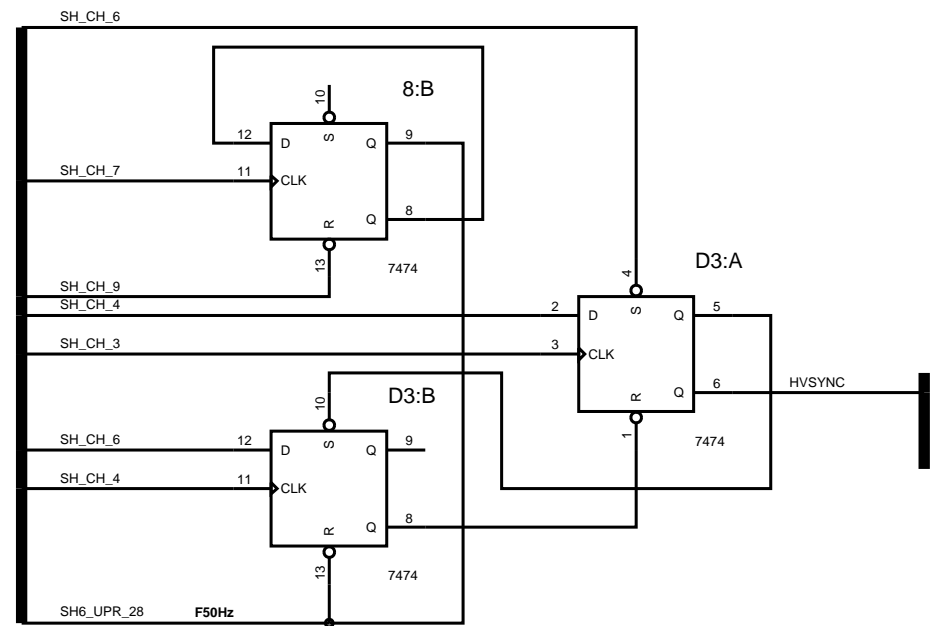 SH_CH_6
8:B
10
12 D S Q 9
SH_CH_7 11 CLK
R Q 8
13
7474
SH_CH_9
SH_CH_4
D3:A
4
2 D S Q 5
SH_CH_3 3 CLK
R Q 6 HVSYNC
1
7474
D3:B
10
SH_CH_6 12 D S Q 9
SH_CH_4 11 CLK
R Q 8
13
7474
SH6_UPR_28 F50Hz